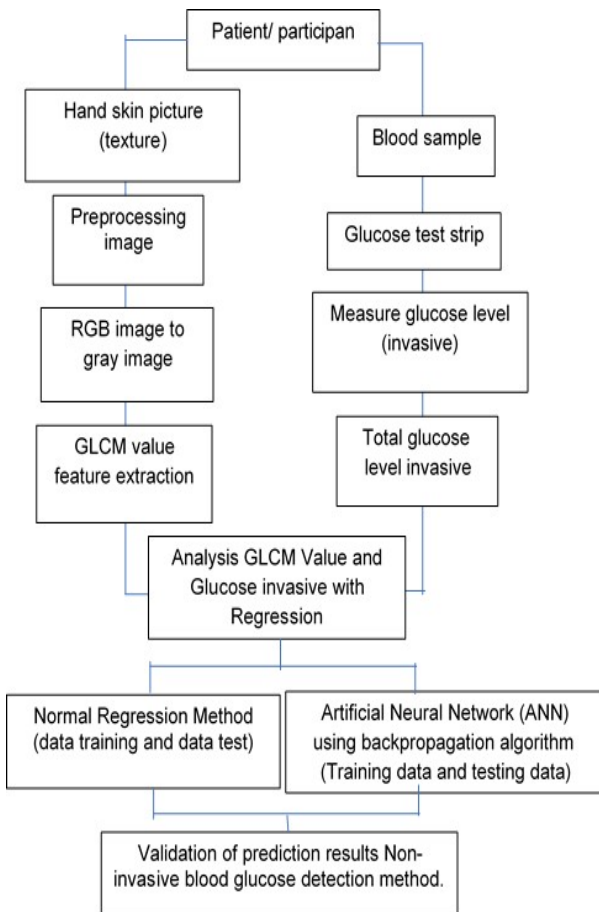 Patient/ participan
Hand skin picture
(texture)
Blood sample
Preprocessing
image
Glucose test strip
RGB image to
gray image
Measure glucose level
(invasive)
GLCM value
feature extraction
Total glucose
level invasive
Analysis GLCM Value and
Glucose invasive with
Regression
Normal Regression Method
(data training and data test)
Artificial Neural Network (ANN)
using backpropagation algorithm
(Training data and testing data)
Validation of prediction results Non-
invasive blood glucose detection method.